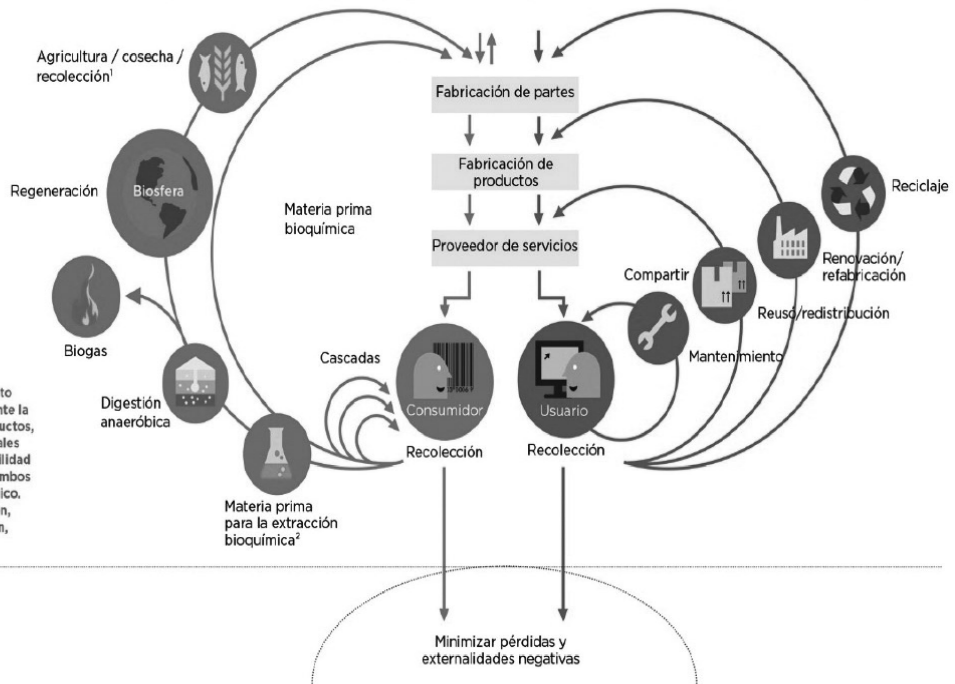 Agricultura / cosecha /
recolección¹
Fabricación de partes
Regeneración
Biosfera
Fabricación de
productos
Reciclaje
Materia prima
bioquímica
Proveedor de servicios
Renovación/
refabricación
Compartir
Reuso/redistribución
Biogas
Cascadas
Mantenimiento
Digestión
anaeróbica
Consumidor
Usuario
Recolección
Recolección
Materia prima
para la extracción
bioquímica²
nte la
Minimizar pérdidas y
externalidades negativas